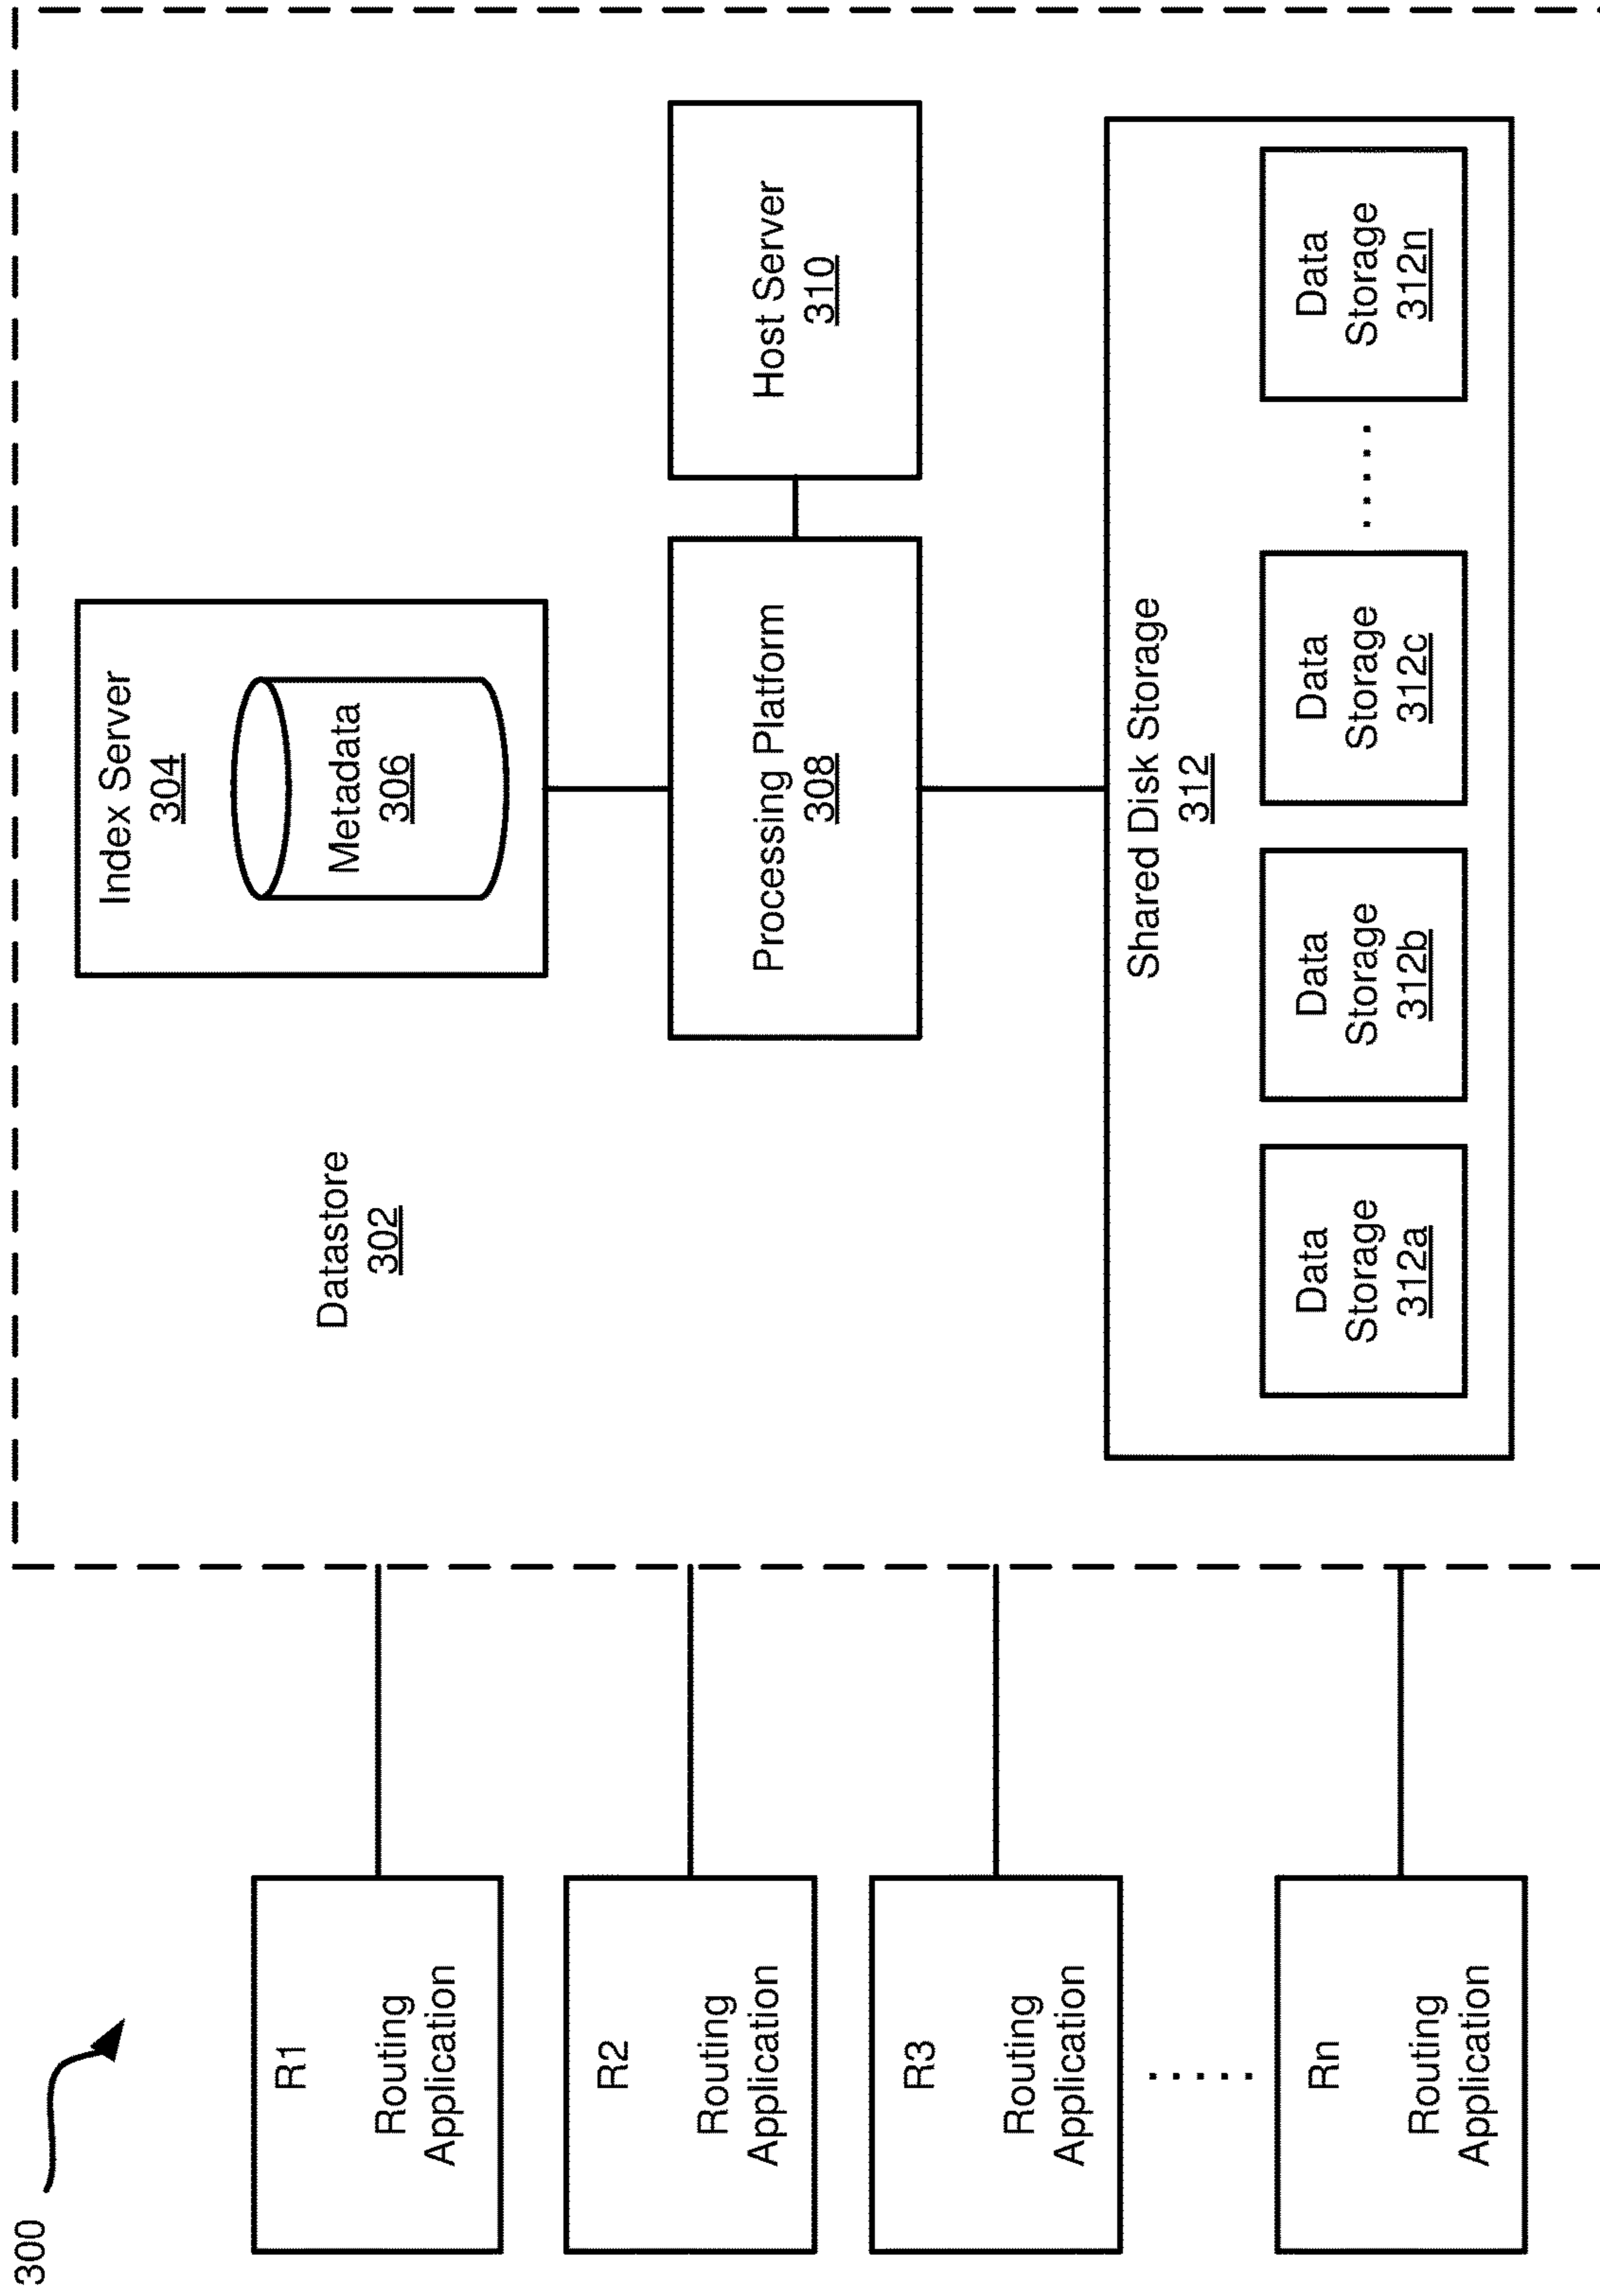 300
R1
Routing
Application
R2
Routing
Application
R3
Routing
Application
.....
Rn
Routing
Application
Datastore
302
Index Server
304
Metadata
306
Processing Platform
308
Host Server
310
Shared Disk Storage
312
Data
Storage
312a
Data
Storage
312b
Data
Storage
312c
.....
Data
Storage
312n